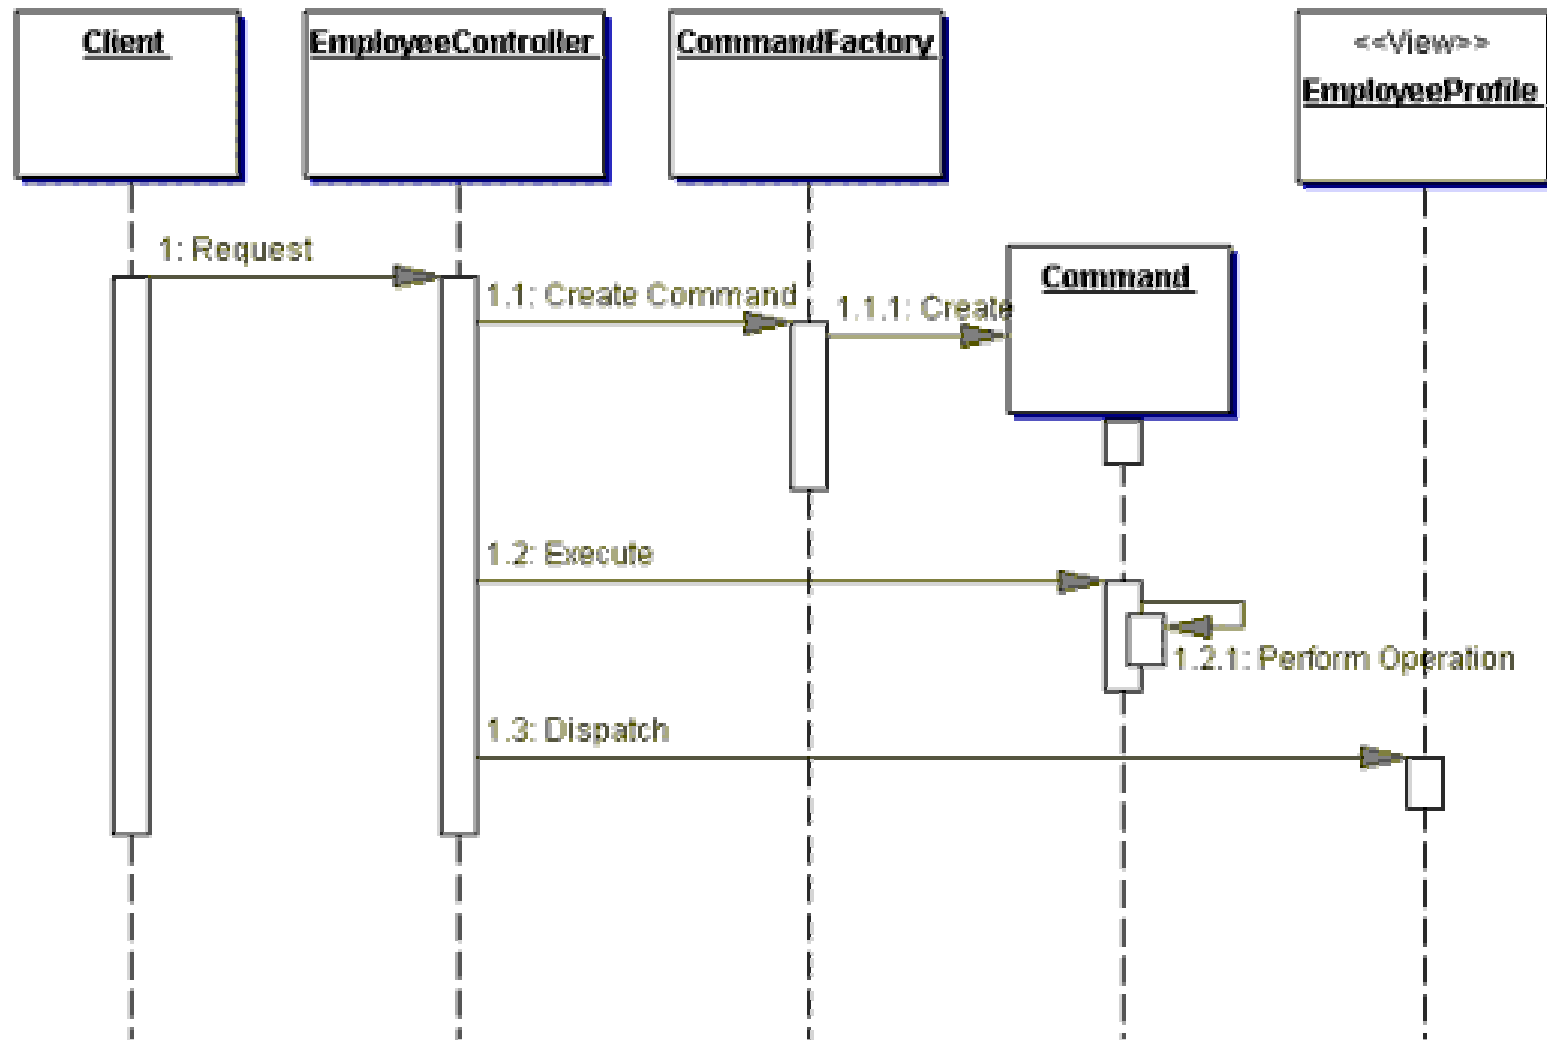 Client
EmployeeController
CommandFactory
<<View>>
EmployeeProfile
1: Request
1.1: Create Command
1.1.1: Create
Command
1.2: Execute
1.2.1: Perform Operation
1.3: Dispatch